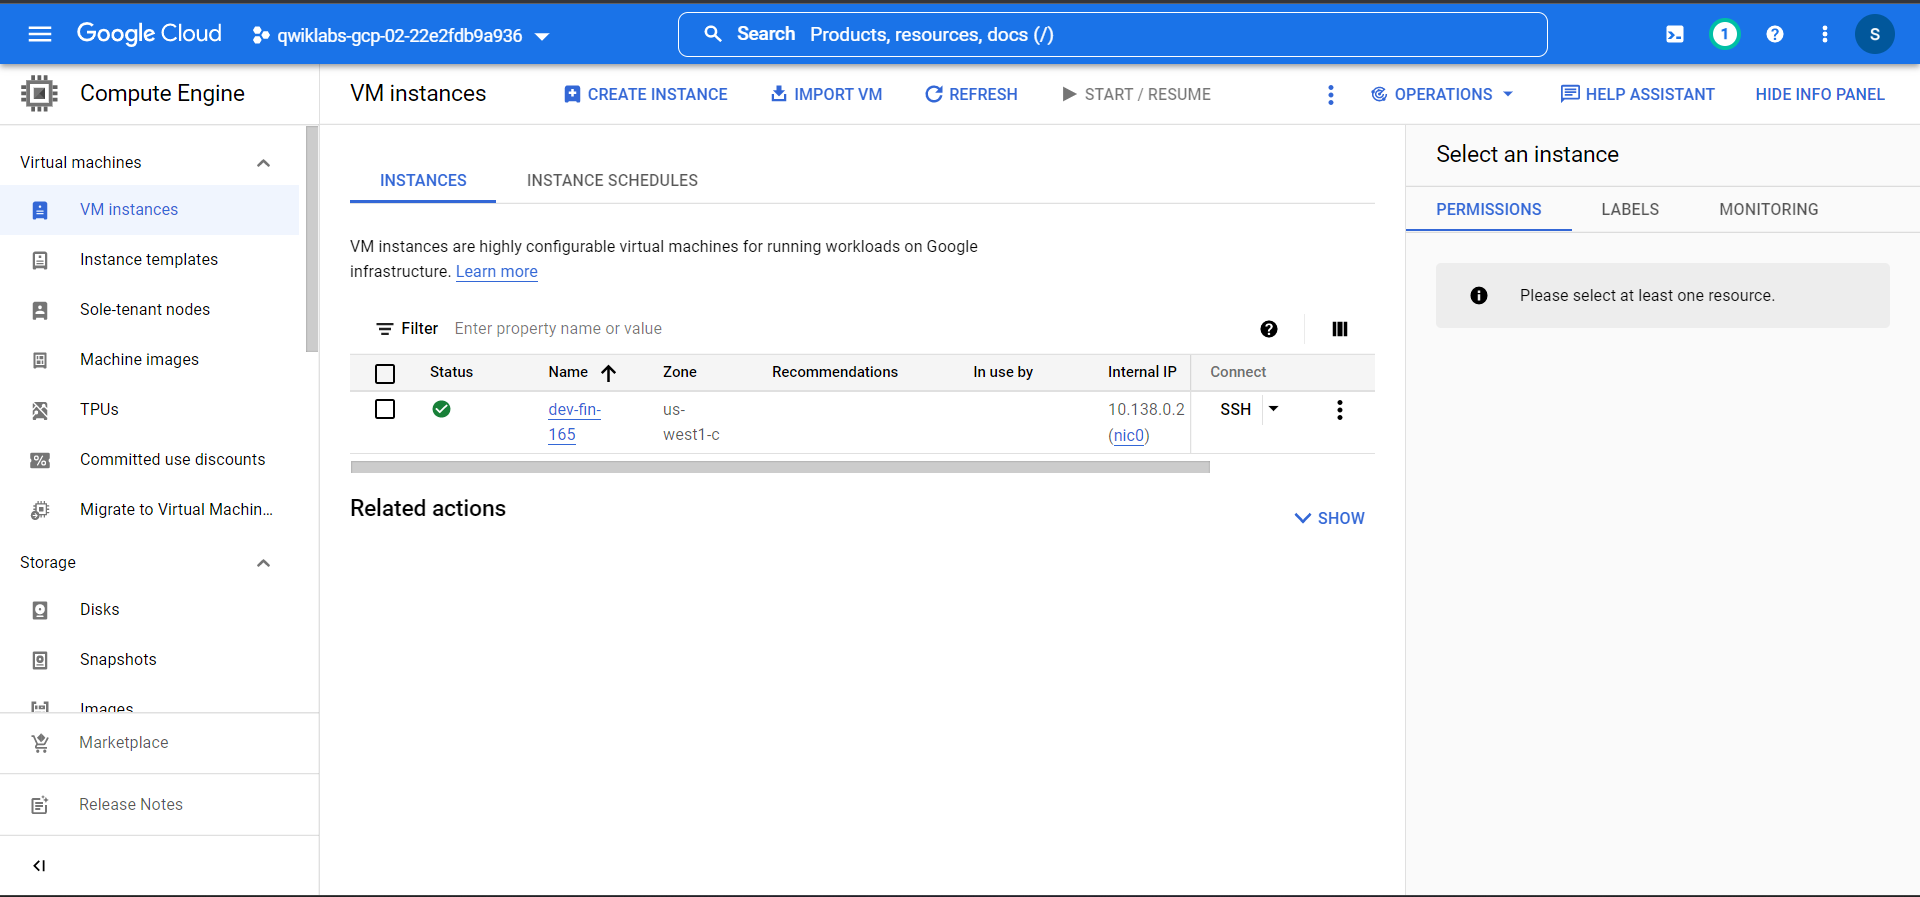 Google Cloud
qwiklabs-gcp-02-22e2fdb9a936
Search Products, resources, docs (/)
1
S
Compute Engine
VM instances
CREATE INSTANCE
IMPORT VM
REFRESH
START / RESUME
OPERATIONS
HELP ASSISTANT
HIDE INFO PANEL
Virtual machines
VM instances
Instance templates
Sole-tenant nodes
Machine images
TPUs
Committed use discounts
Migrate to Virtual Machin...
Storage
Disks
Snapshots
Images
Marketplace
Release Notes
INSTANCES
INSTANCE SCHEDULES
VM instances are highly configurable virtual machines for running workloads on Google
infrastructure. Learn more
Filter Enter property name or value
Status Name Zone Recommendations In use by Internal IP Connect
dev-fin- us- 10.138.0.2 SSH
165 west1-c (nic0)
Related actions
SHOW
Select an instance
PERMISSIONS
LABELS
MONITORING
Please select at least one resource.